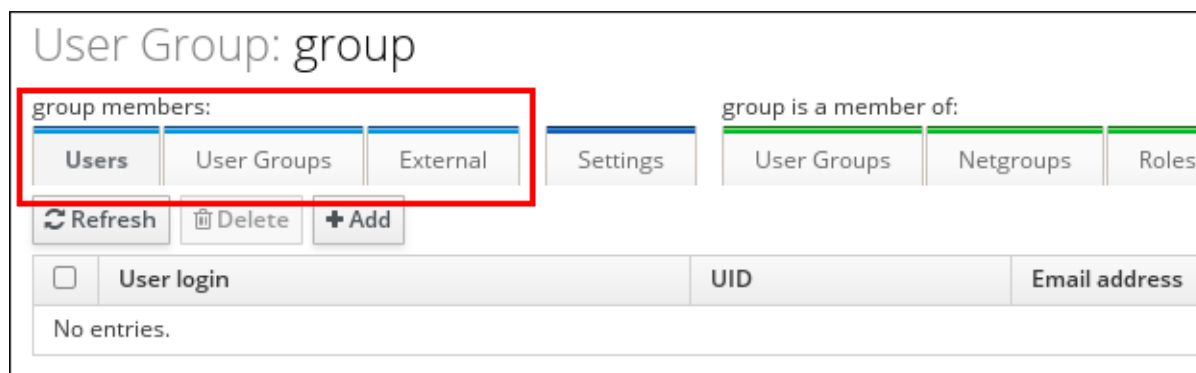 User Group: group
group members: group is a member of:
Users User Groups External Settings User Groups Netgroups Roles
Refresh Delete Add
User login UID Email address
No entries.